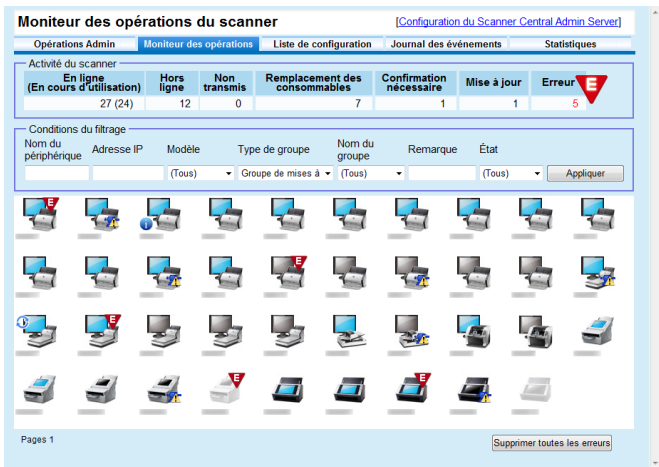 Moniteur des opérations du scanner
[Configuration du Scanner Central Admin Server]
Opérations Admin Moniteur des opérations Liste de configuration Journal des événements Statistiques
Activité du scanner
En ligne
(En cours d'utilisation)
Hors
ligne
Non
transmis
Remplacement des
consommables
Confirmation
nécessaire
Mise à jour
Erreur
E
27 (24) 12 0 7 1 1 5
Conditions du filtrage
Nom du
périphérique
Adresse IP
Modèle
Type de groupe
Nom du
groupe
Remarque
État
(Tous) Groupe de mises à (Tous) (Tous) Appliquer
E
E
E
E
E
Pages 1
Supprimer toutes les erreurs